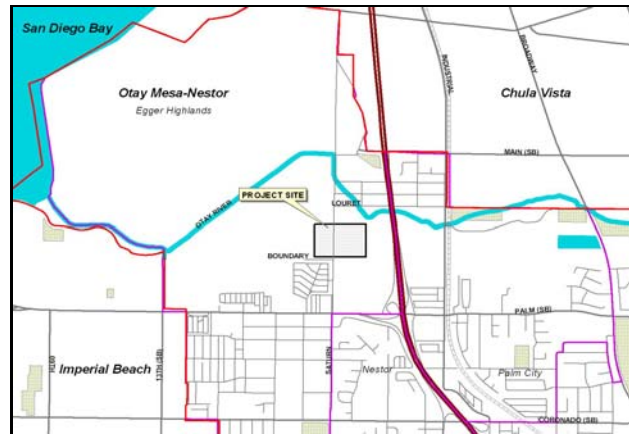 San Diego Bay
Otay Mesa-Nestor
Egger Highlands
Chula Vista
INDUSTRIAL
BROADWAY
MAIN (SB)
PROJECT SITE
LOURET
OTAY RIVER
BOUNDARY
PALM (SB)
Imperial Beach
09TH
13TH (SB)
SATURN
Nestor
Palm City
CORONADO (SB)